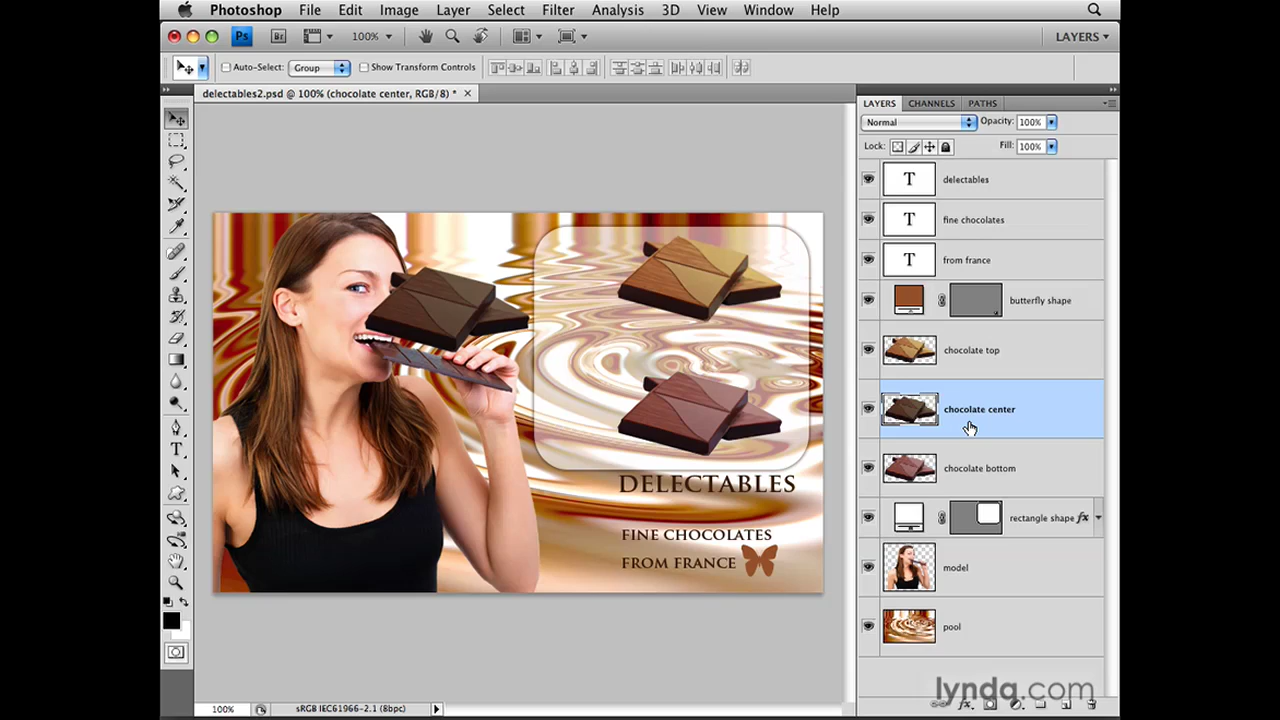 Photoshop File Edit Image Layer Select Filter Analysis 3D View Window Help
Ps Br 100% LAYERS
Auto-Select: Group Show Transform Controls
delectables2.psd @ 100% (chocolate center, RGB/8) *
LAYERS CHANNELS PATHS
Normal Opacity: 100%
Lock: Fill: 100%
T delectables
T fine chocolates
T from france
butterfly shape
chocolate top
chocolate center
chocolate bottom
rectangle shape fx
model
pool
DELECTABLES
FINE CHOCOLATES
FROM FRANCE
lynda.com
100% sRGB IEC61966-2.1 (8bpc)